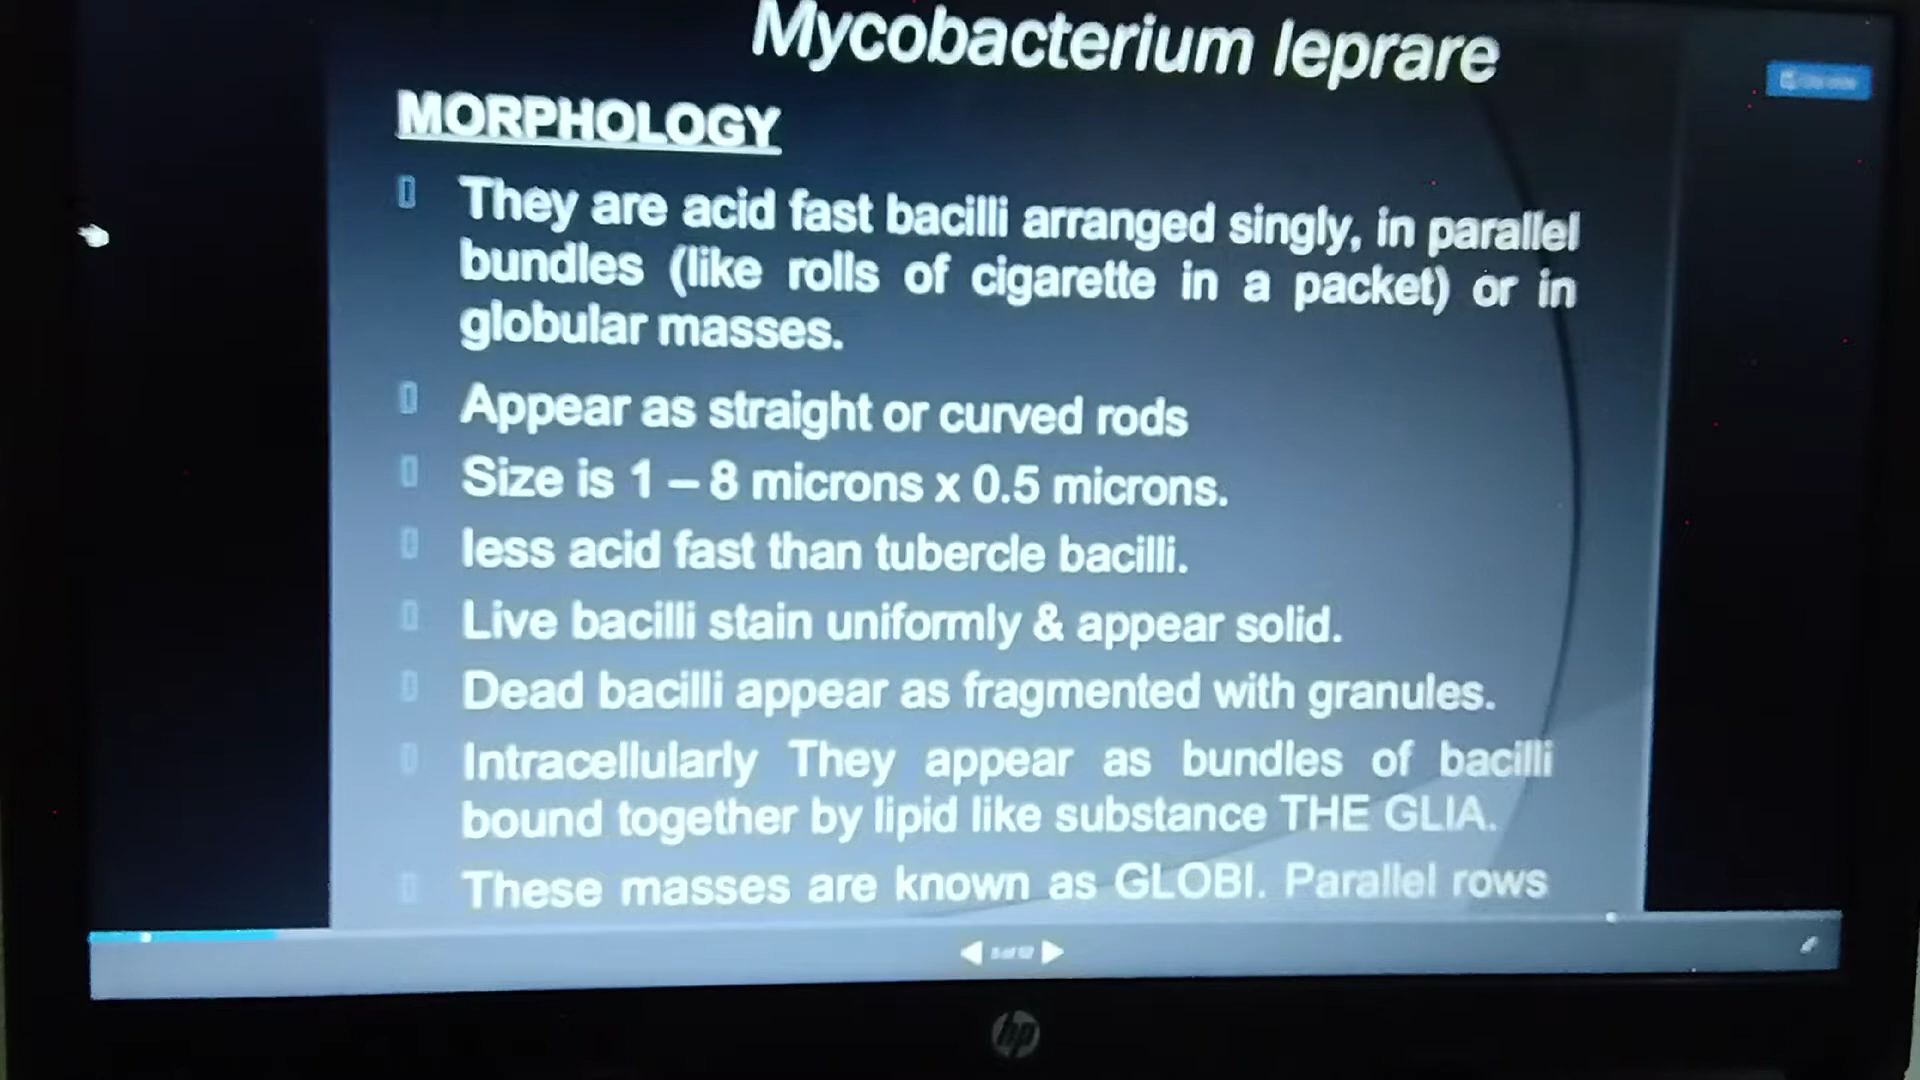 Mycobacterium leprare
MORPHOLOGY
They are acid fast bacilli arranged singly, in parallel
bundles (like rolls of cigarette in a packet) or in
globular masses.
Appear as straight or curved rods
Size is 1 – 8 microns x 0.5 microns.
less acid fast than tubercle bacilli.
Live bacilli stain uniformly & appear solid.
Dead bacilli appear as fragmented with granules.
Intracellularly They appear as bundles of bacilli
bound together by lipid like substance THE GLIA.
These masses are known as GLOBI. Parallel rows
hp